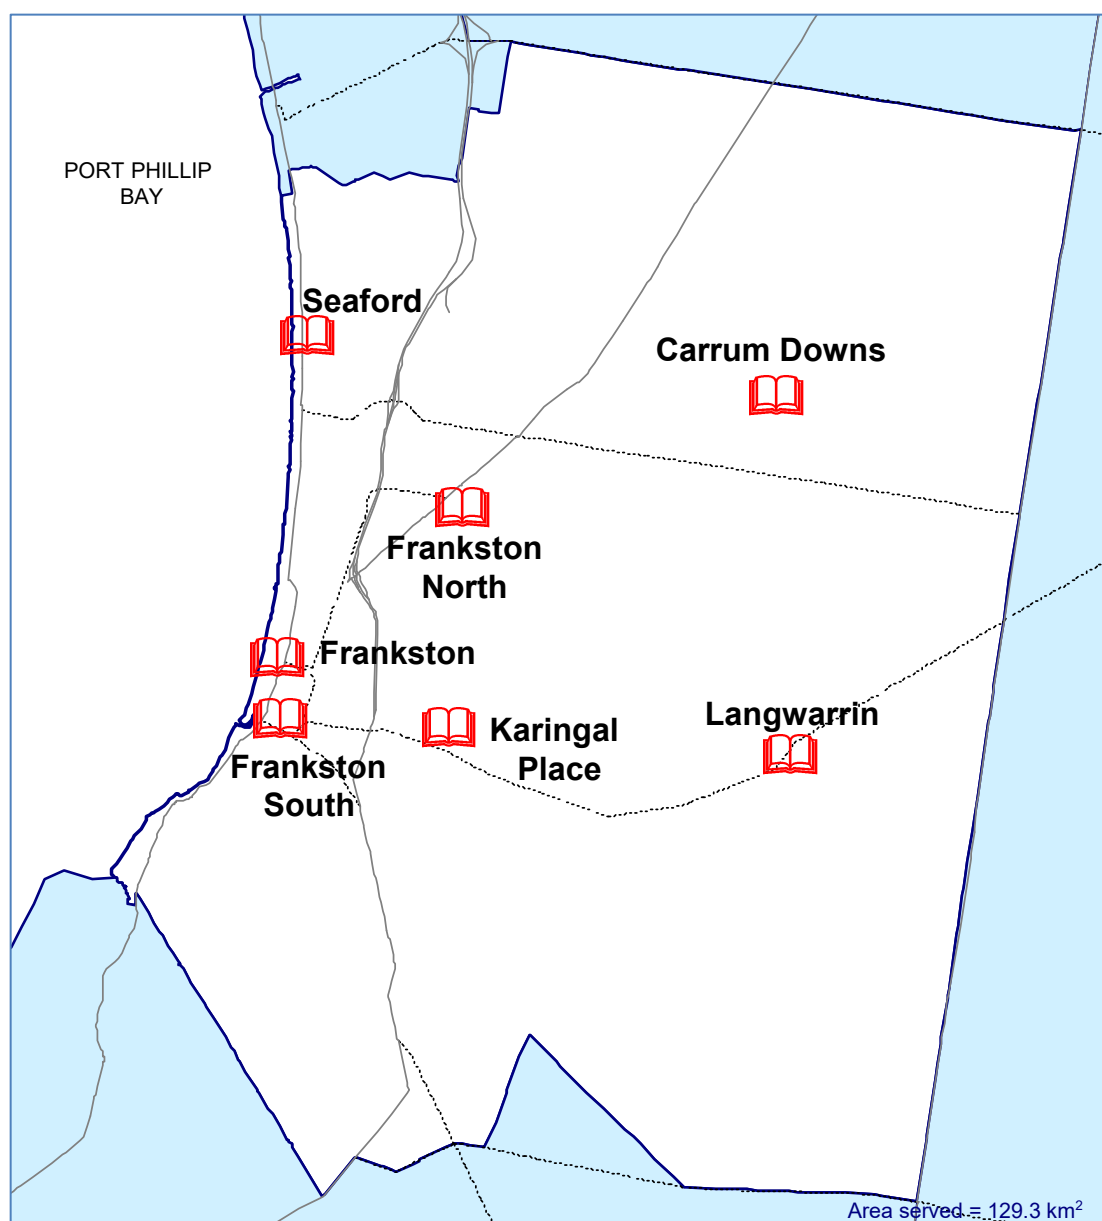 PORT PHILLIP
BAY
Seaford
Carrum Downs
Frankston
North
Frankston
Langwarrin
Karingal
Place
Frankston
South
Area served = 129.3 km²